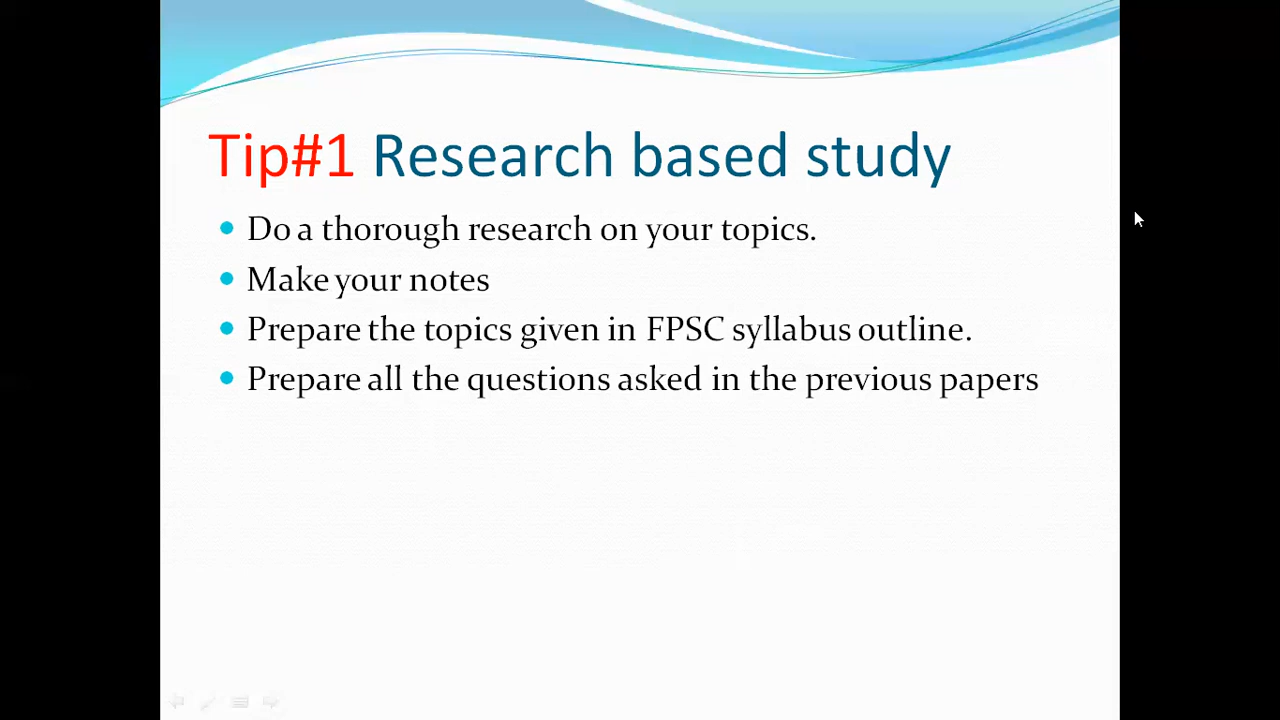 Tip#1 Research based study
Do a thorough research on your topics.
Make your notes
Prepare the topics given in FPSC syllabus outline.
Prepare all the questions asked in the previous papers